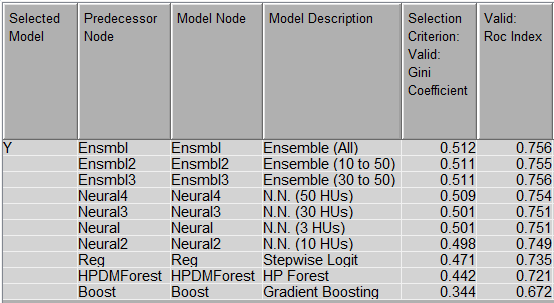 Selected Model Predecessor Node Model Node Model Description Selection Criterion: Valid: Gini Coefficient Valid: Roc Index
Y Ensmbl Ensmbl Ensemble (All) 0.512 0.756
Ensmbl2 Ensmbl2 Ensemble (10 to 50) 0.511 0.755
Ensmbl3 Ensmbl3 Ensemble (30 to 50) 0.511 0.756
Neural4 Neural4 N.N. (50 HUs) 0.509 0.754
Neural3 Neural3 N.N. (30 HUs) 0.501 0.751
Neural Neural N.N. (3 HUs) 0.501 0.751
Neural2 Neural2 N.N. (10 HUs) 0.498 0.749
Reg Reg Stepwise Logit 0.471 0.735
HPDMForest HPDMForest HP Forest 0.442 0.721
Boost Boost Gradient Boosting 0.344 0.672